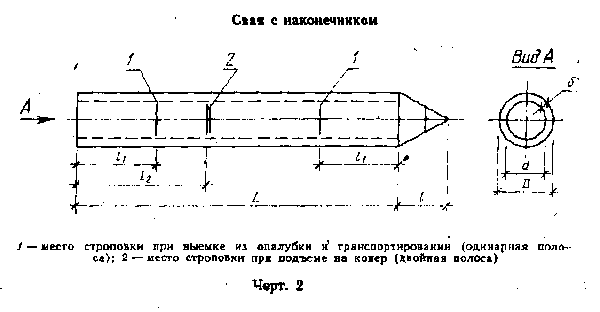 Свая с наконечником
1 2 1 Вид А
А б
l₁ l₁ d
l₂ D
L l
1 — место строповки при выемке из опалубки и транспортировании (одинарная поло-
са); 2 — место строповки при подъеме на копер (двойная полоса)
Черт. 2